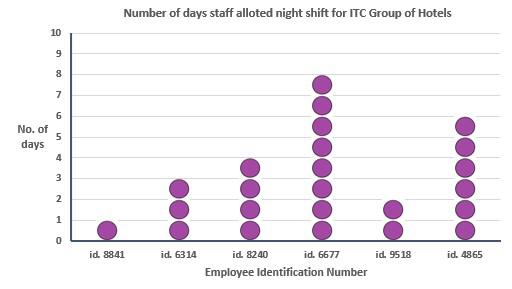 Number of days staff alloted night shift for ITC Group of Hotels
10
9
8
7
6
5
4
3
2
1
0
No. of
days
id. 8841 id. 6314 id. 8240 id. 6677 id. 9518 id. 4865
Employee Identification Number